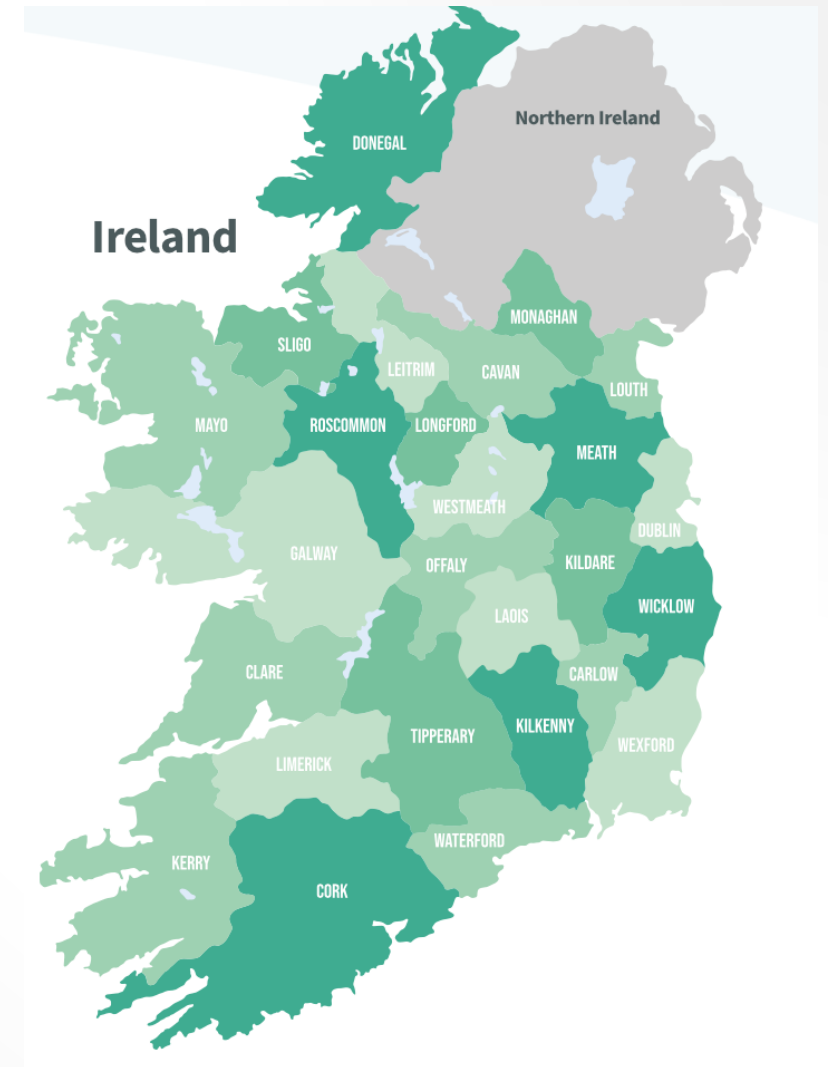 Northern Ireland
DONEGAL
Ireland
MONAGHAN
SLIGO
LEITRIM
CAVAN
LOUTH
MAYO
ROSCOMMON
LONGFORD
MEATH
WESTMEATH
DUBLIN
GALWAY
OFFALY
KILDARE
WICKLOW
LAOIS
CLARE
CARLOW
KILKENNY
TIPPERARY
WEXFORD
LIMERICK
WATERFORD
KERRY
CORK